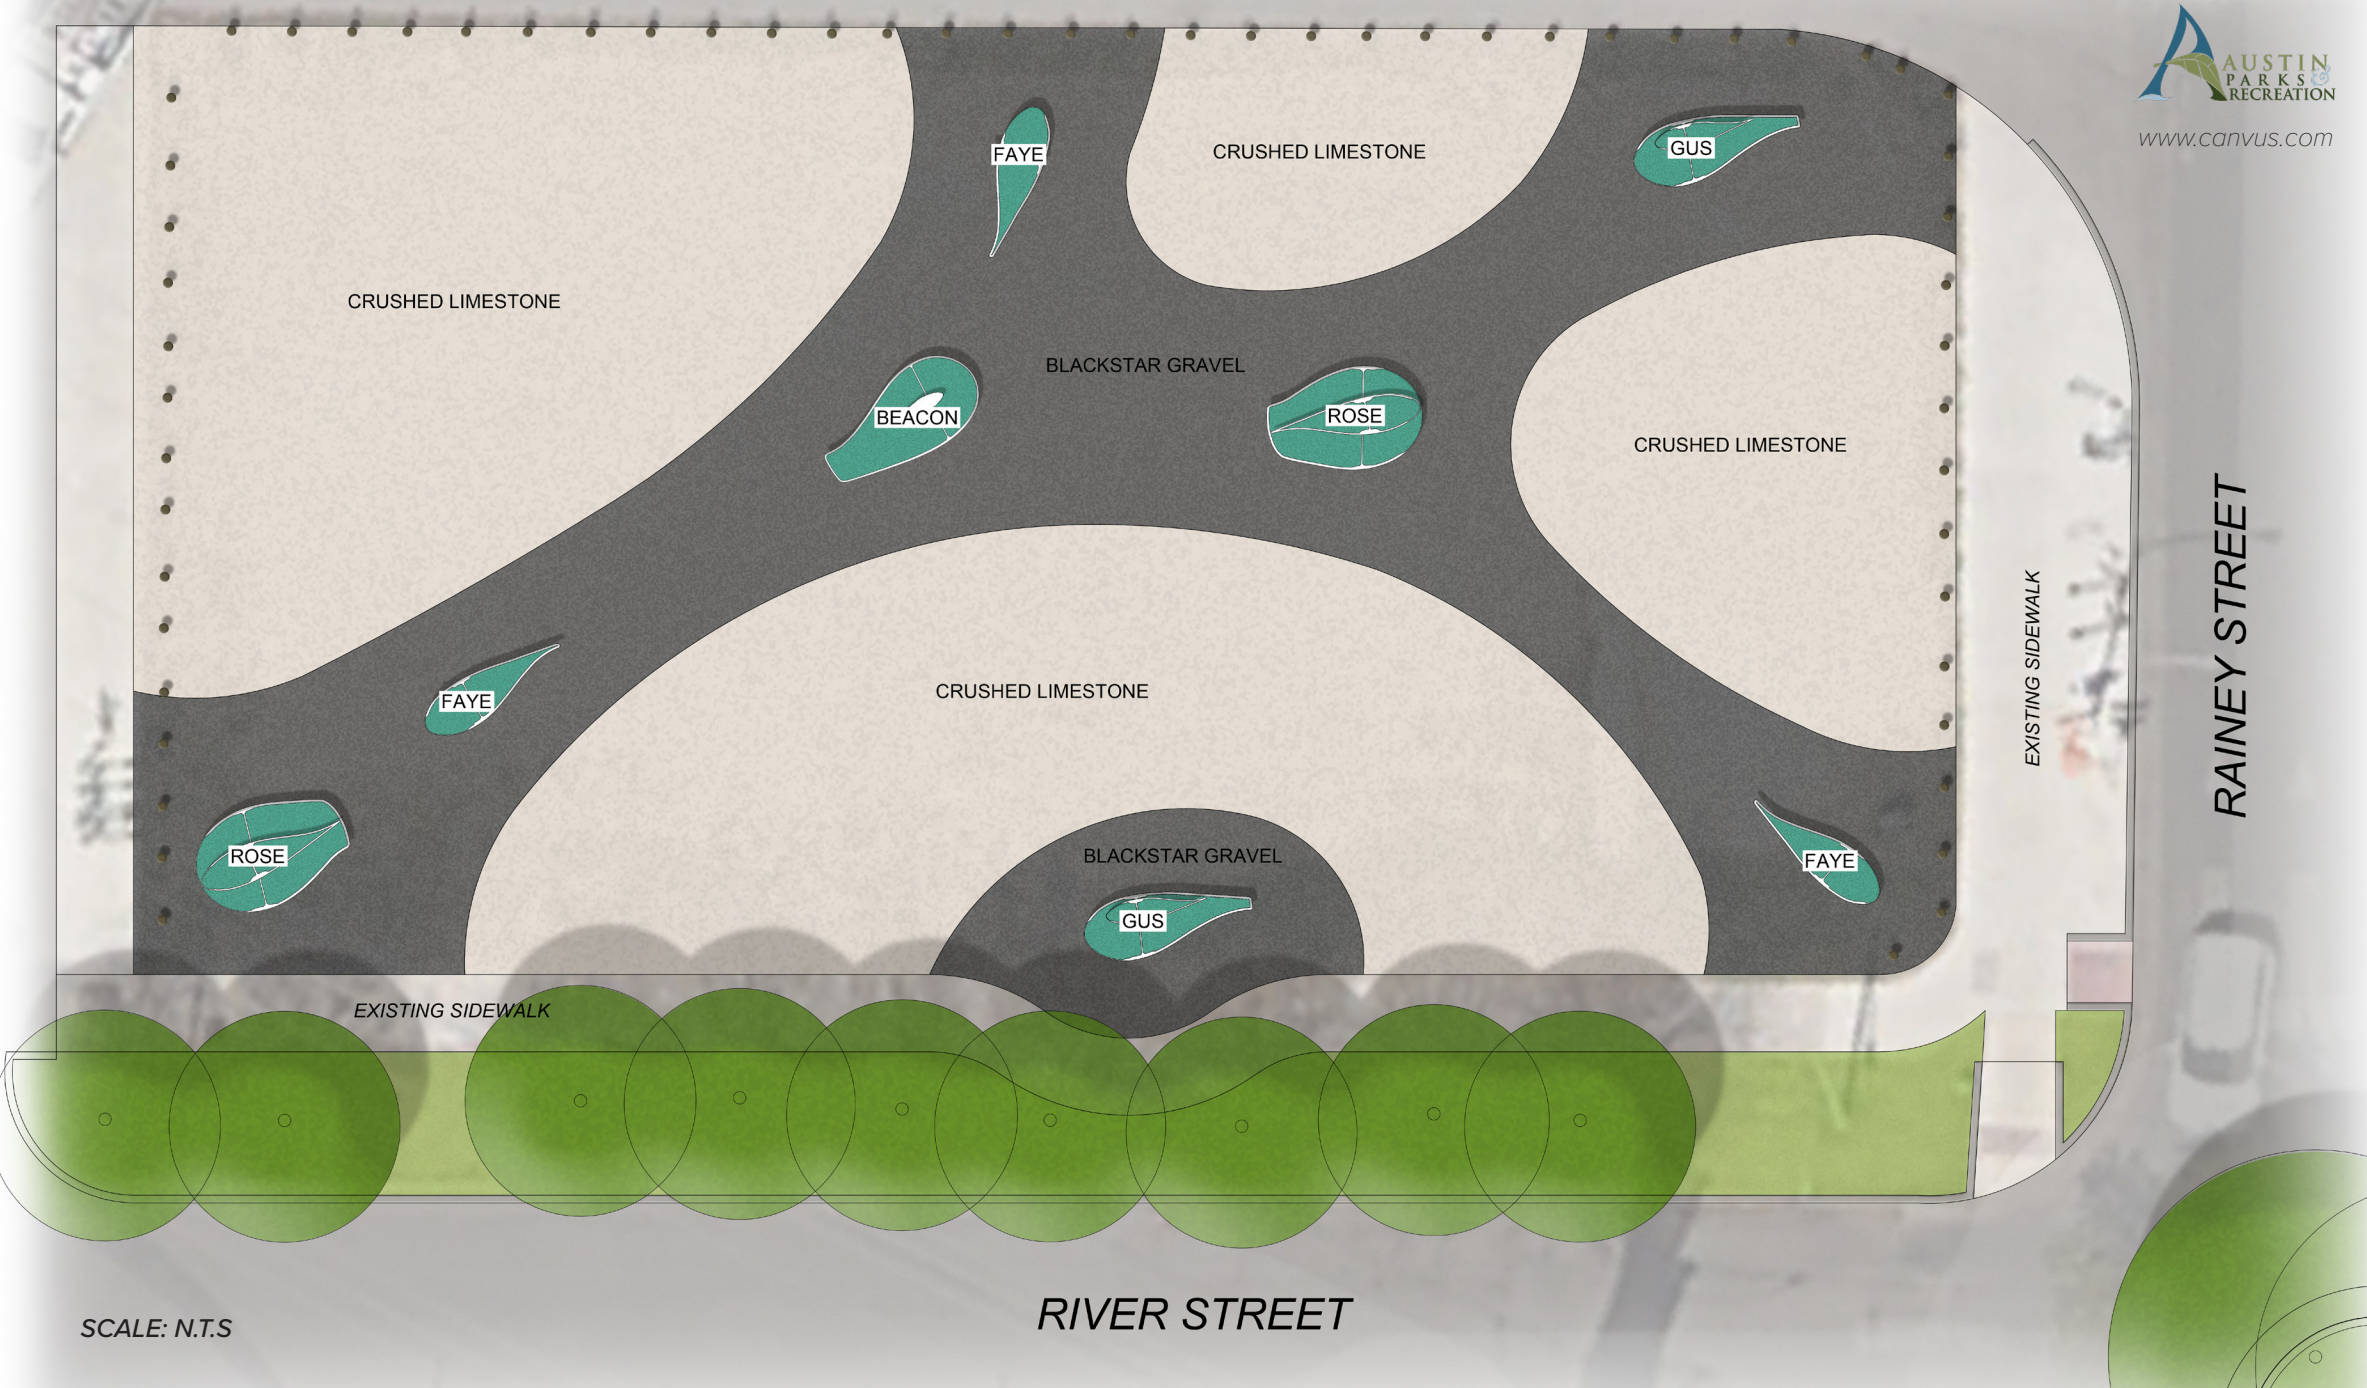 AUSTIN
PARKS &
RECREATION
www.canvus.com
FAYE
CRUSHED LIMESTONE
GUS
CRUSHED LIMESTONE
BLACKSTAR GRAVEL
BEACON
ROSE
CRUSHED LIMESTONE
RAINEY STREET
EXISTING SIDEWALK
FAYE
CRUSHED LIMESTONE
ROSE
BLACKSTAR GRAVEL
FAYE
GUS
EXISTING SIDEWALK
RIVER STREET
SCALE: N.T.S